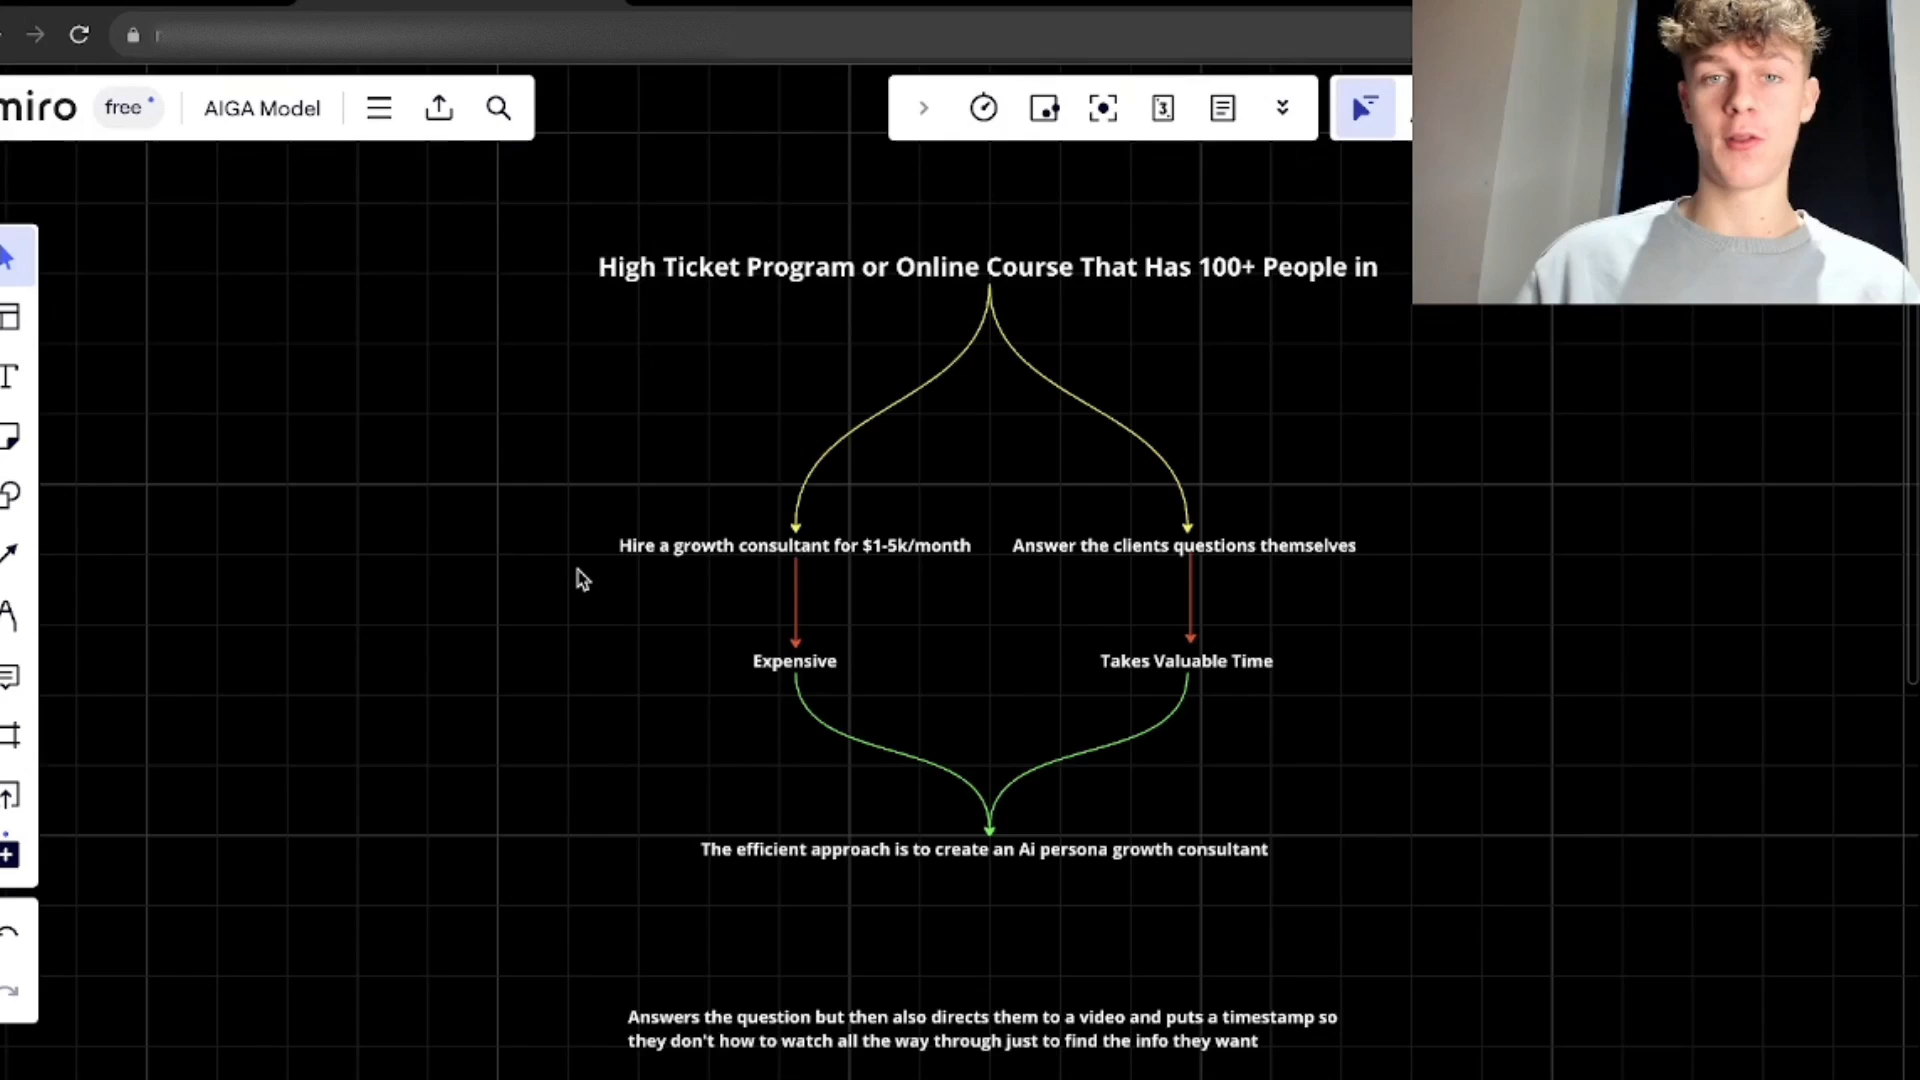 miro free AIGA Model
3
High Ticket Program or Online Course That Has 100+ People in
Hire a growth consultant for $1-5k/month
Answer the clients questions themselves
Expensive
Takes Valuable Time
The efficient approach is to create an Ai persona growth consultant
Answers the question but then also directs them to a video and puts a timestamp so
they don't how to watch all the way through just to find the info they want